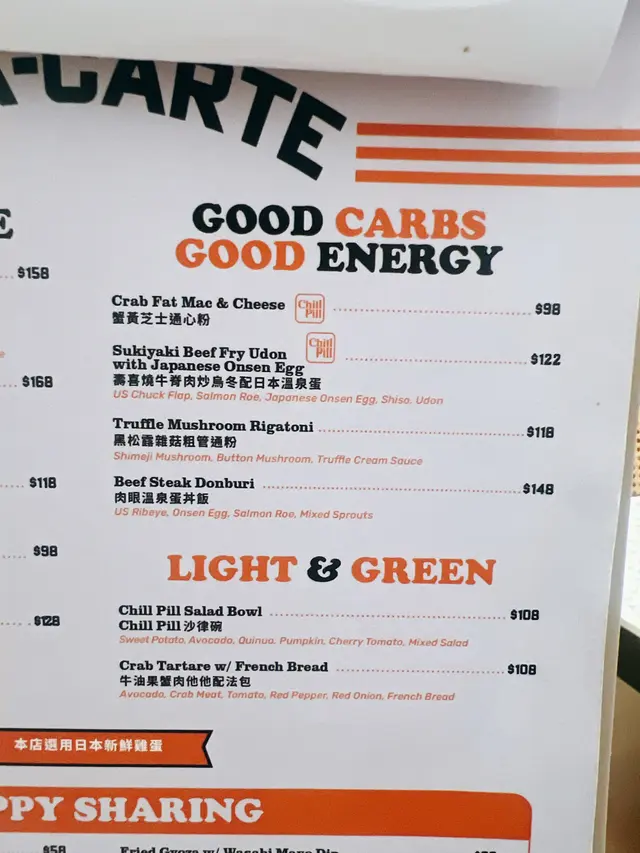 -CARTE
$158
$168
$118
$98
$128
GOOD CARBS
GOOD ENERGY
Crab Fat Mac & Cheese Chill Pill $98
蟹黃芝士通心粉
Sukiyaki Beef Fry Udon Chill Pill $122
with Japanese Onsen Egg
壽喜燒牛脊肉炒烏冬配日本溫泉蛋
US Chuck Flap, Salmon Roe, Japanese Onsen Egg, Shiso, Udon
Truffle Mushroom Rigatoni $118
黑松露雜菇粗管通粉
Shimeji Mushroom, Button Mushroom, Truffle Cream Sauce
Beef Steak Donburi $148
肉眼溫泉蛋丼飯
US Ribeye, Onsen Egg, Salmon Roe, Mixed Sprouts
LIGHT & GREEN
Chill Pill Salad Bowl $108
Chill Pill 沙律碗
Sweet Potato, Avocado, Quinua, Pumpkin, Cherry Tomato, Mixed Salad
Crab Tartare w/ French Bread $108
牛油果蟹肉他他配法包
Avocado, Crab Meat, Tomato, Red Pepper, Red Onion, French Bread
本店選用日本新鮮雞蛋
PPY SHARING
$58
Fried Gyoza w/ Wasabi Mayo Dip